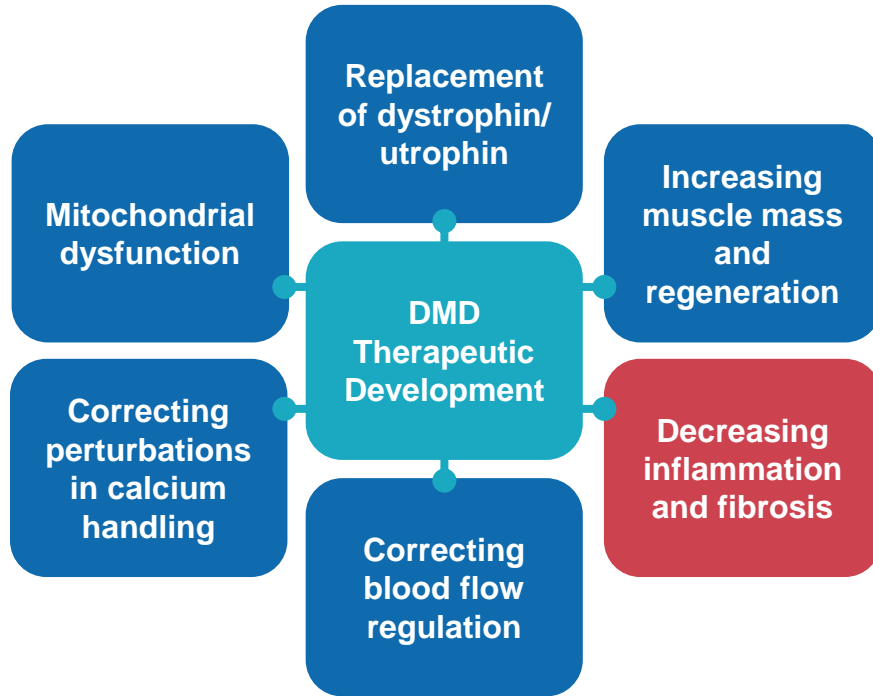 Replacement
of dystrophin/
utrophin
Mitochondrial
dysfunction
Increasing
muscle mass
and
regeneration
DMD
Therapeutic
Development
Correcting
perturbations
in calcium
handling
Decreasing
inflammation
and fibrosis
Correcting
blood flow
regulation